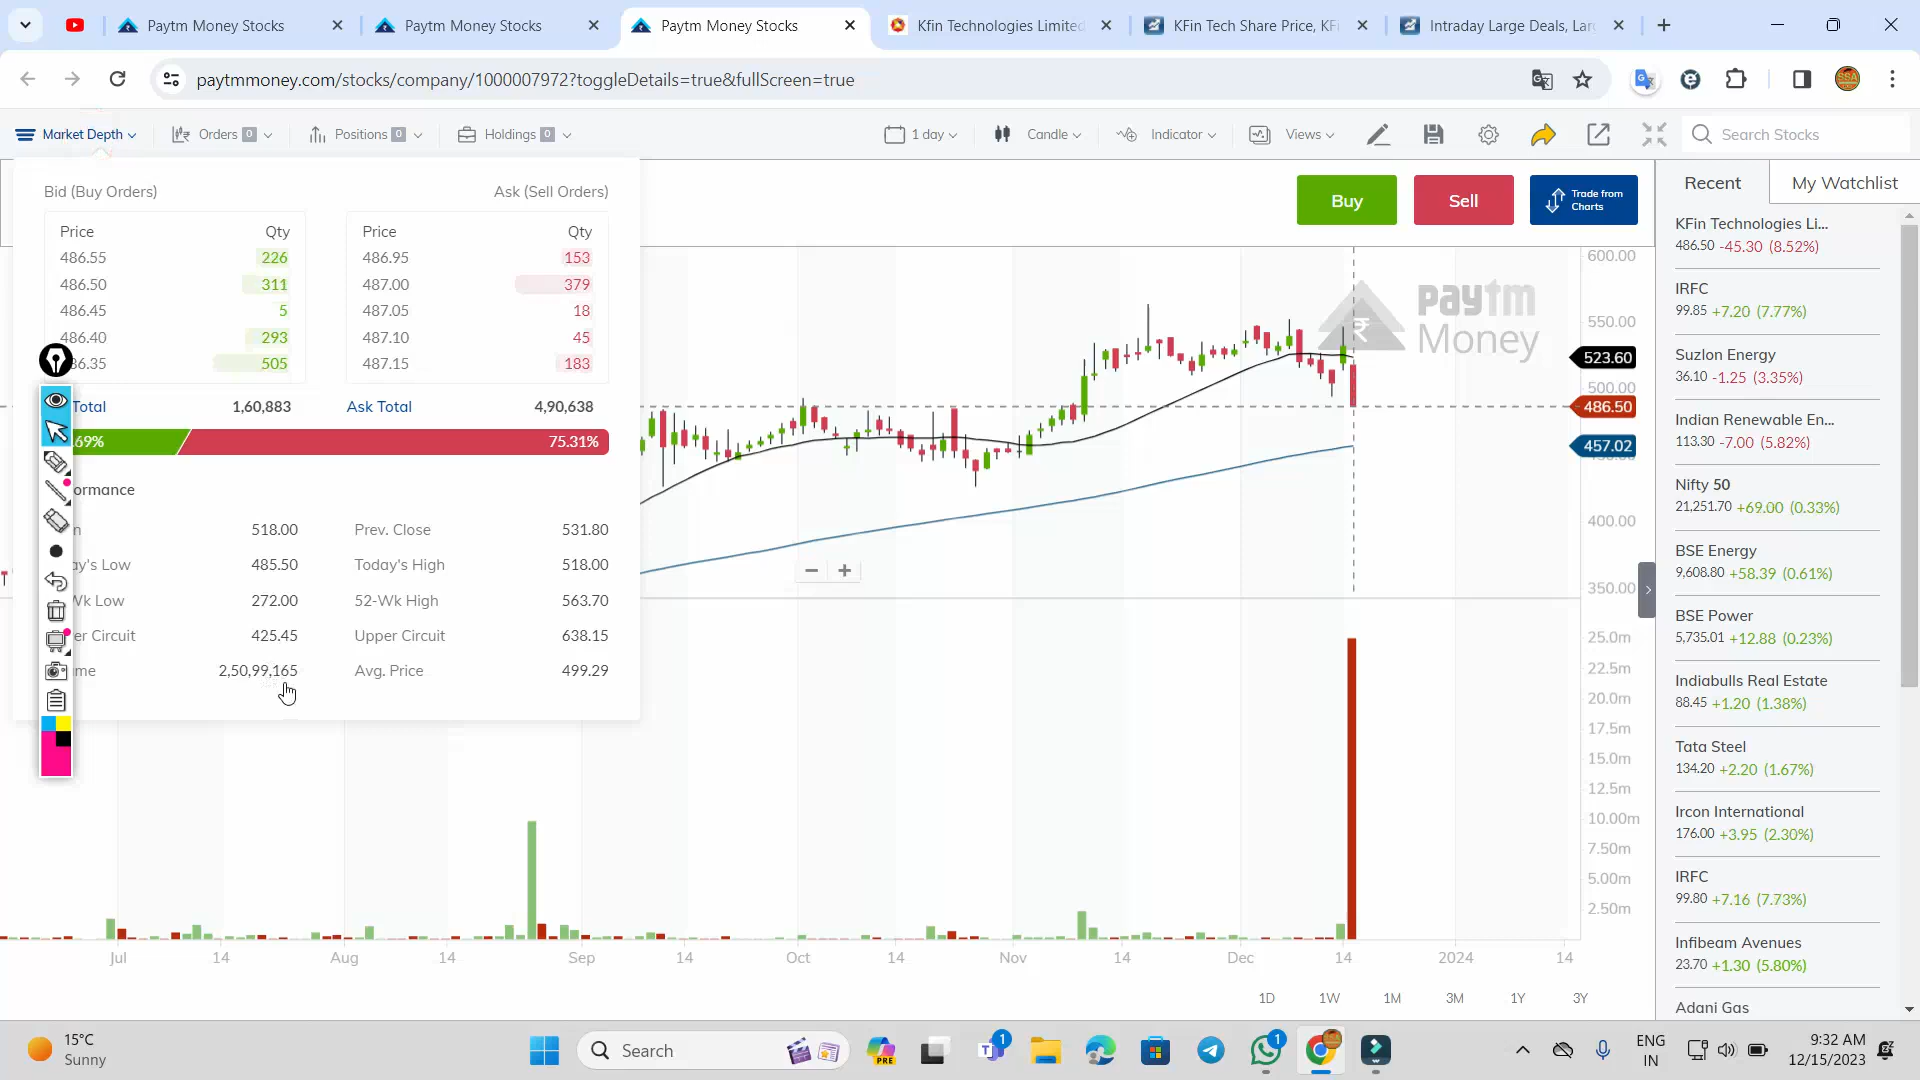 Paytm Money Stocks
Paytm Money Stocks
Paytm Money Stocks
Kfin Technologies Limited
KFin Tech Share Price, KFi
Intraday Large Deals, Lar
paytmmoney.com/stocks/company/1000007972?toggleDetails=true&fullScreen=true
Market Depth
Orders 0
Positions 0
Holdings 0
1 day
Candle
Indicator
Views
Search Stocks
Bid (Buy Orders)
Ask (Sell Orders)
Price Qty Price Qty
486.55 226 486.95 153
486.50 311 487.00 379
486.45 5 487.05 18
486.40 293 487.10 45
86.35 505 487.15 183
Total 1,60,883 Ask Total 4,90,638
.69% 75.31%
ormance
n 518.00 Prev. Close 531.80
ay's Low 485.50 Today's High 518.00
Wk Low 272.00 52-Wk High 563.70
er Circuit 425.45 Upper Circuit 638.15
me 2,50,99,165 Avg. Price 499.29
Buy
Sell
Trade from
Charts
paytm
Money
600.00
550.00
523.60
500.00
486.50
457.02
400.00
350.00
25.0m
22.5m
20.0m
17.5m
15.0m
12.5m
10.00m
7.50m
5.00m
2.50m
Jul 14 Aug 14 Sep 14 Oct 14 Nov 14 Dec 14 2024 14
1D 1W 1M 3M 1Y 3Y
Recent
My Watchlist
KFin Technologies Li...
486.50 -45.30 (8.52%)
IRFC
99.85 +7.20 (7.77%)
Suzlon Energy
36.10 -1.25 (3.35%)
Indian Renewable En...
113.30 -7.00 (5.82%)
Nifty 50
21,251.70 +69.00 (0.33%)
BSE Energy
9,608.80 +58.39 (0.61%)
BSE Power
5,735.01 +12.88 (0.23%)
Indiabulls Real Estate
88.45 +1.20 (1.38%)
Tata Steel
134.20 +2.20 (1.67%)
Ircon International
176.00 +3.95 (2.30%)
IRFC
99.80 +7.16 (7.73%)
Infibeam Avenues
23.70 +1.30 (5.80%)
Adani Gas
15°C
Sunny
Search
PRE
1
1
ENG
IN
9:32 AM
12/15/2023